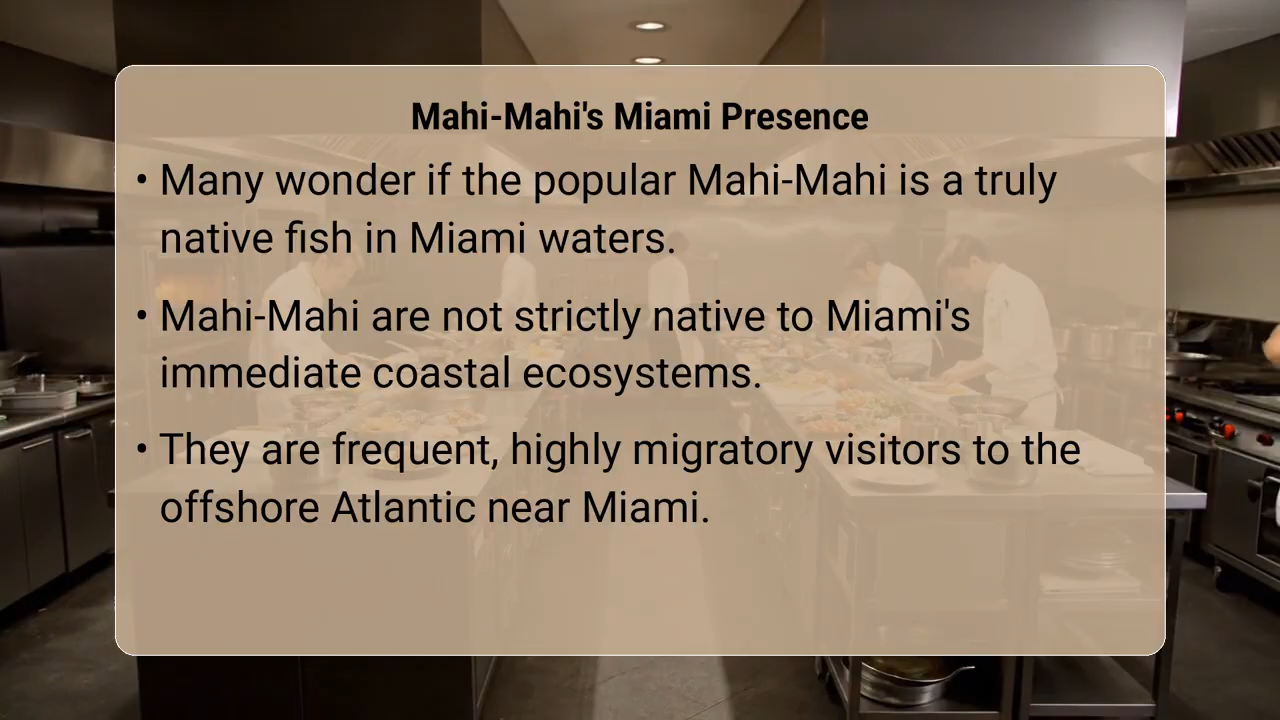 Mahi-Mahi's Miami Presence
• Many wonder if the popular Mahi-Mahi is a truly
native fish in Miami waters.
• Mahi-Mahi are not strictly native to Miami's
immediate coastal ecosystems.
• They are frequent, highly migratory visitors to the
offshore Atlantic near Miami.